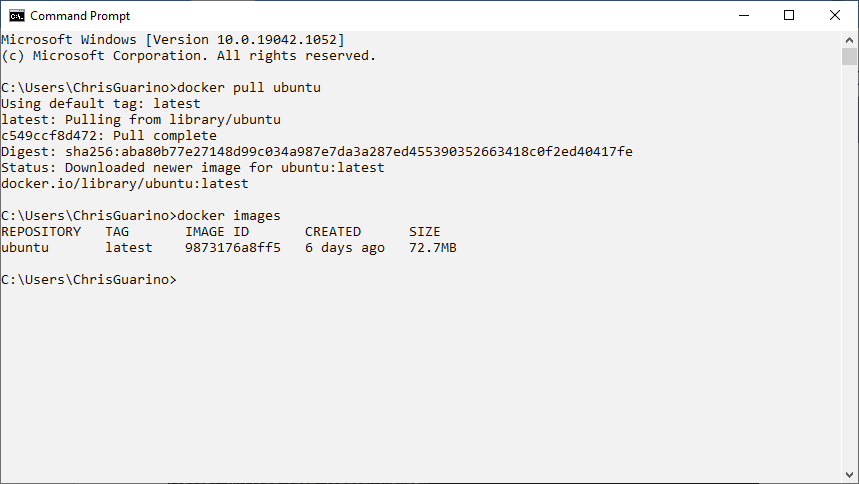 Command Prompt
Microsoft Windows [Version 10.0.19042.1052]
(c) Microsoft Corporation. All rights reserved.
C:\Users\ChrisGuarino>docker pull ubuntu
Using default tag: latest
latest: Pulling from library/ubuntu
c549ccf8d472: Pull complete
Digest: sha256:aba80b77e27148d99c034a987e7da3a287ed455390352663418c0f2ed40417fe
Status: Downloaded newer image for ubuntu:latest
docker.io/library/ubuntu:latest
C:\Users\ChrisGuarino>docker images
REPOSITORY   TAG       IMAGE ID       CREATED      SIZE
ubuntu       latest    9873176a8ff5   6 days ago   72.7MB
C:\Users\ChrisGuarino>